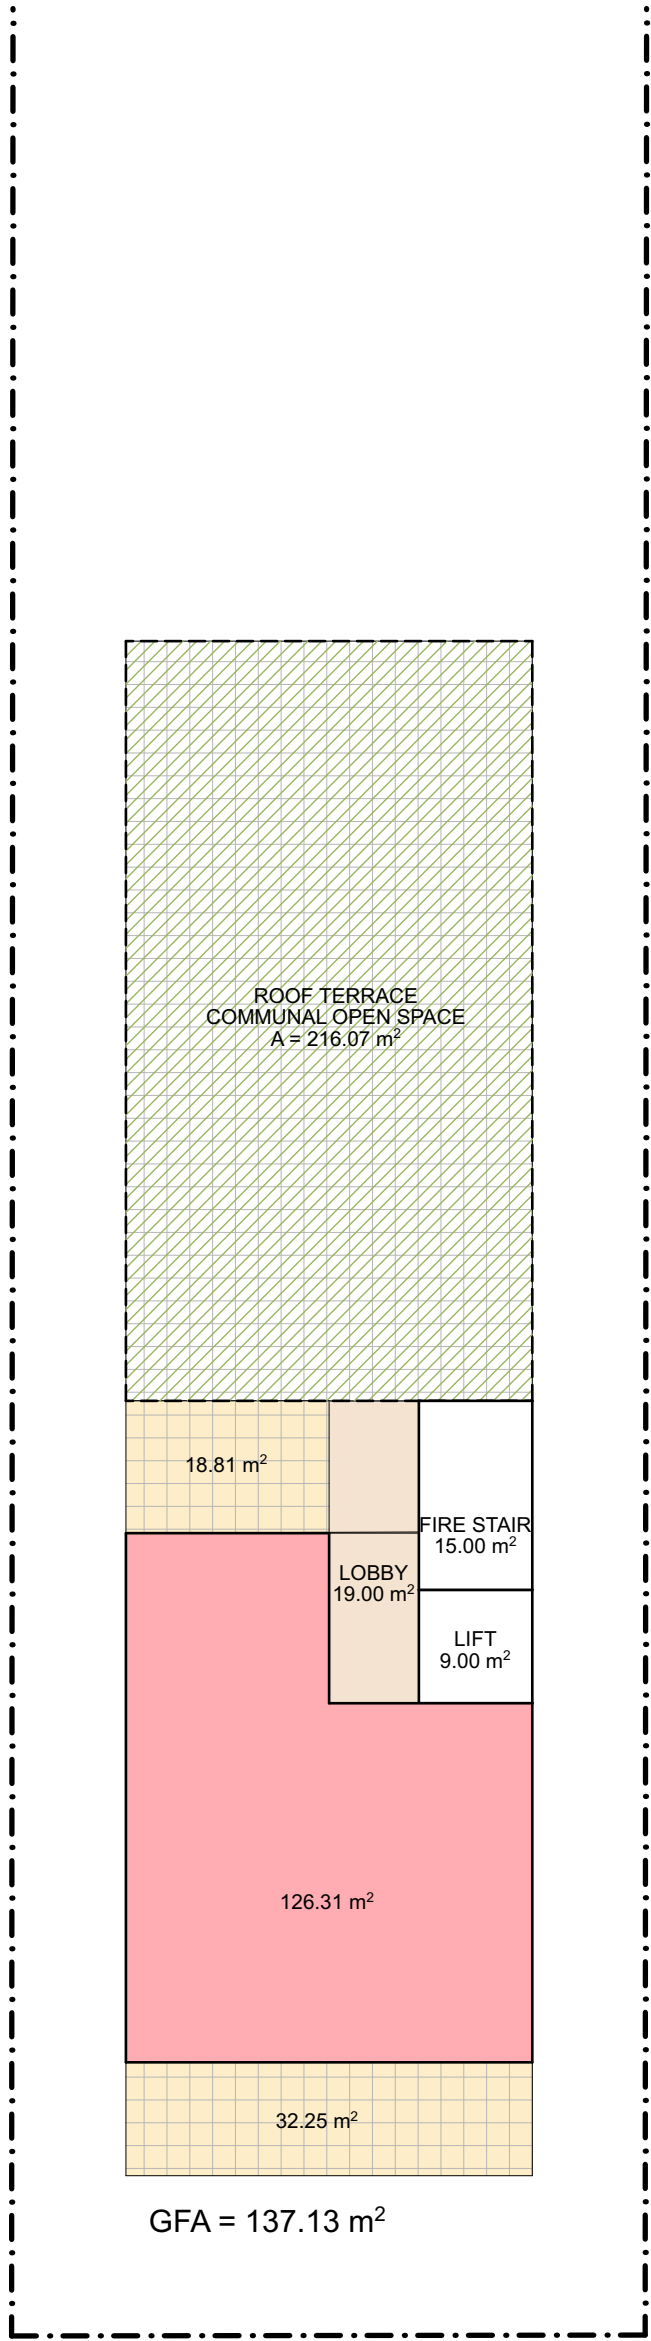 ROOF TERRACE
COMMUNAL OPEN SPACE
A = 216.07 m²
18.81 m²
FIRE STAIR
15.00 m²
LOBBY
19.00 m²
LIFT
9.00 m²
126.31 m²
32.25 m²
GFA = 137.13 m²